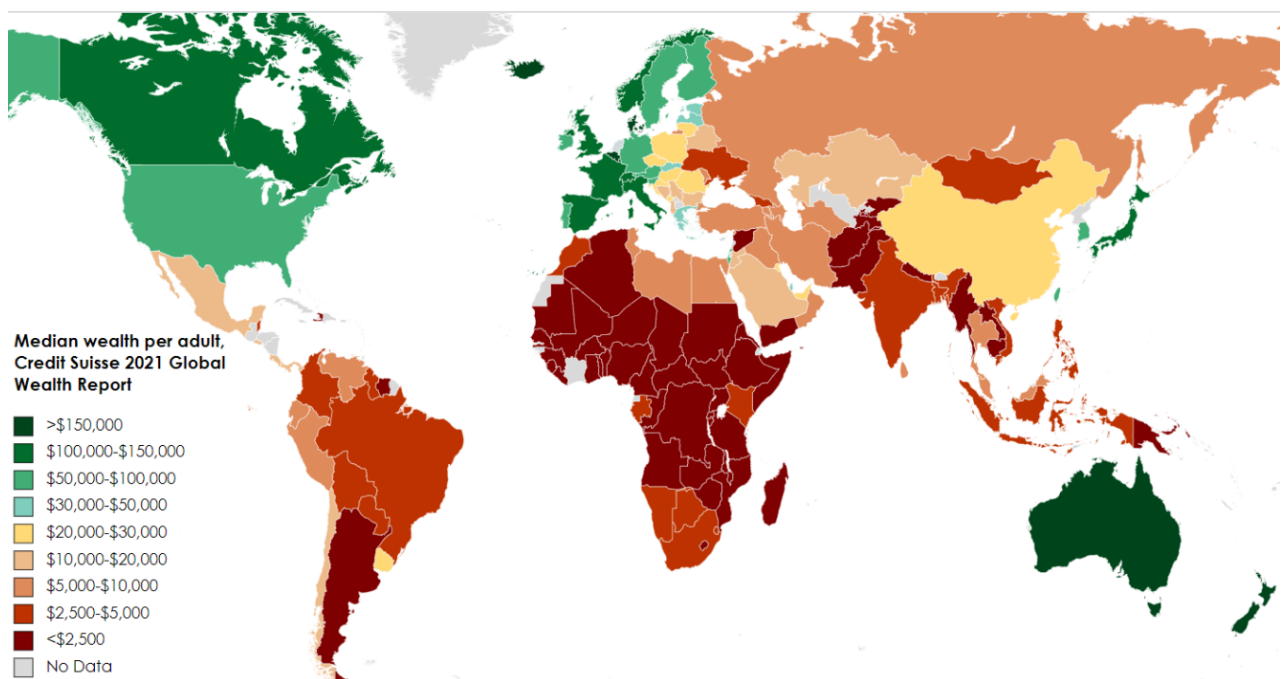 Median wealth per adult,
Credit Suisse 2021 Global
Wealth Report
>$150,000
$100,000-$150,000
$50,000-$100,000
$30,000-$50,000
$20,000-$30,000
$10,000-$20,000
$5,000-$10,000
$2,500-$5,000
<$2,500
No Data